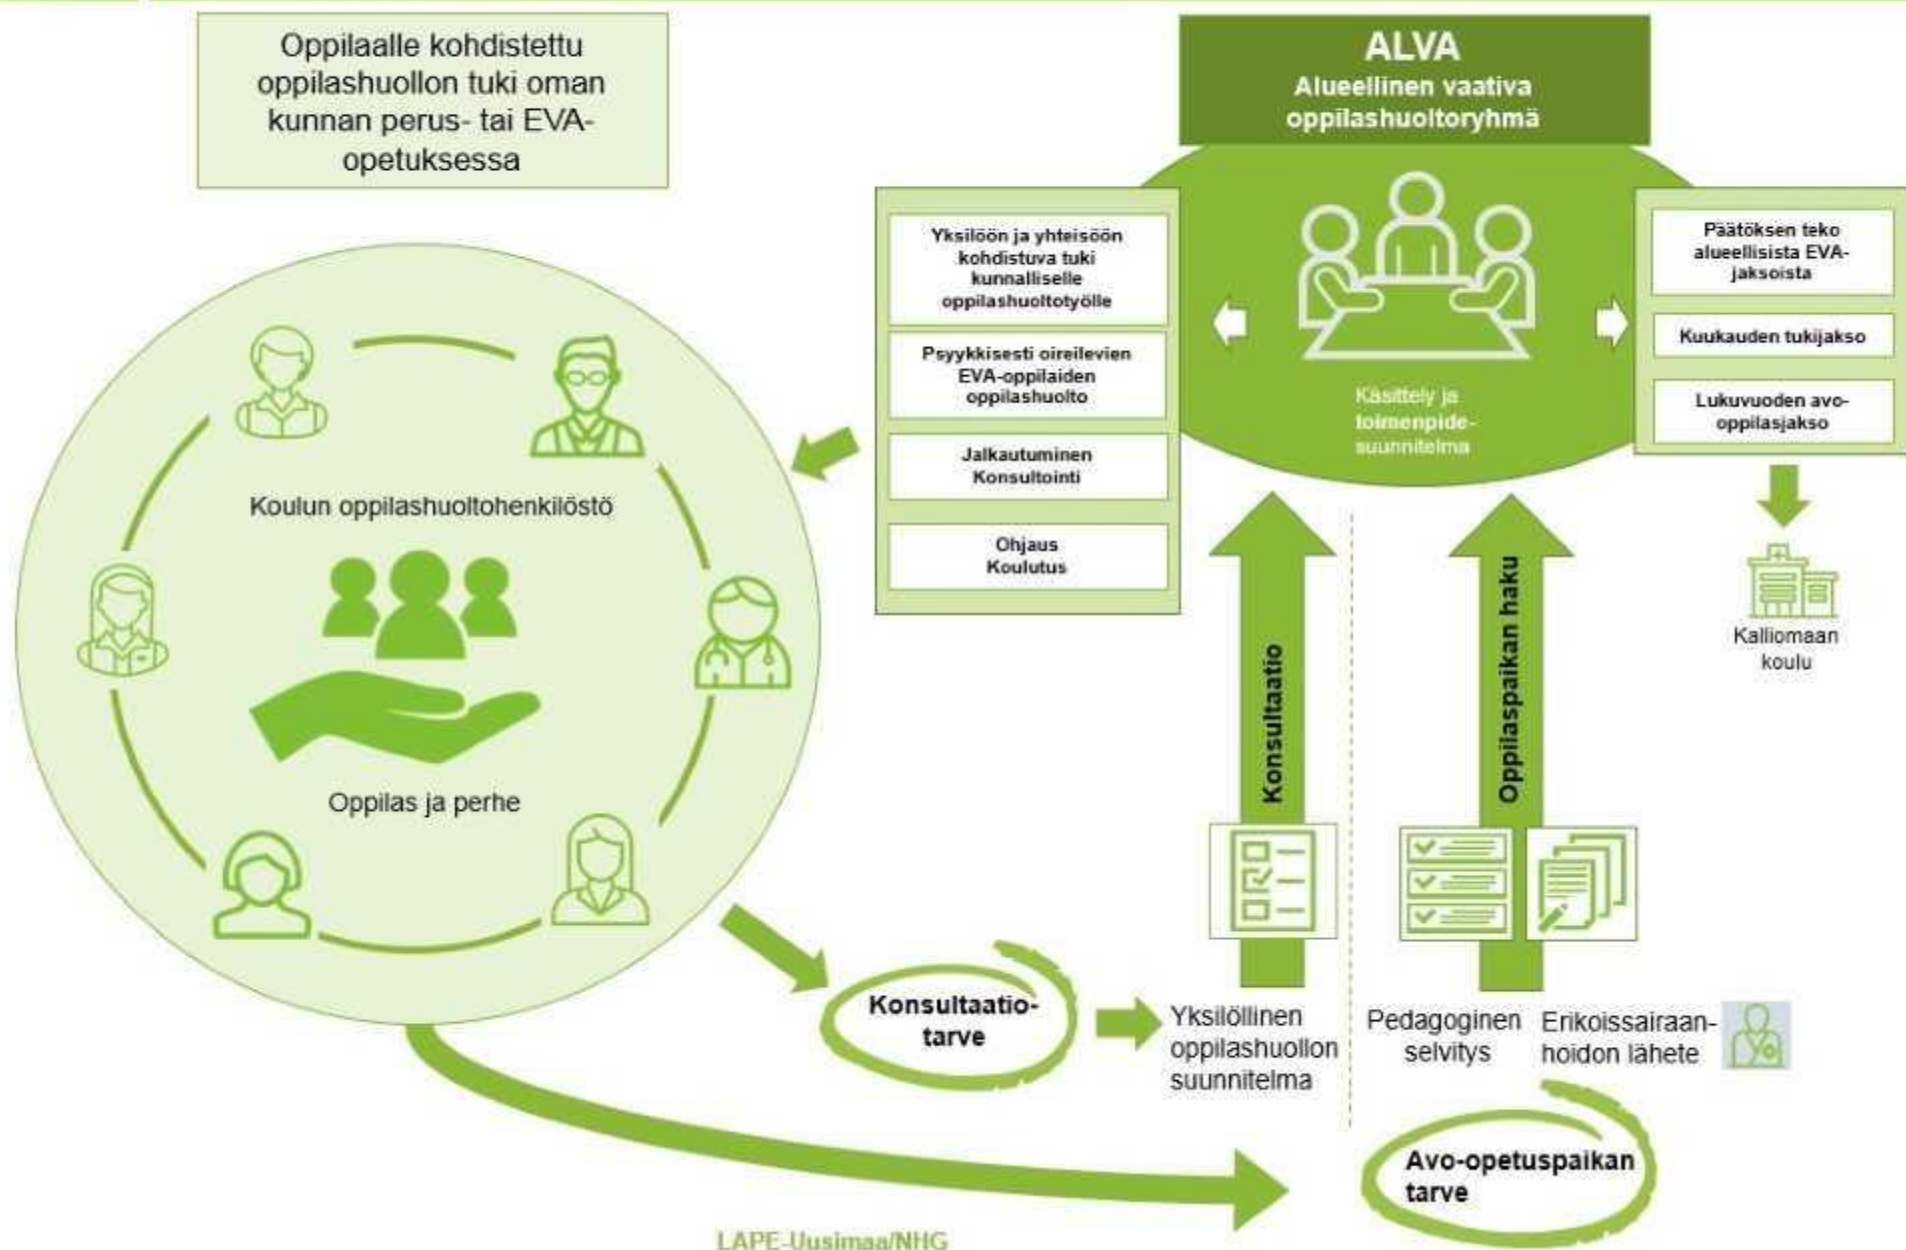 Oppilaalle kohdistettu
oppilashuollon tuki oman
kunnan perus- tai EVA-
opetuksessa
ALVA
Alueellinen vaativa
oppilashuoltoryhmä
Yksilöön ja yhteisöön
kohdistuva tuki
kunnalliselle
oppilashuoltotyölle
Psyykkisesti oireilevien
EVA-oppilaiden
oppilashuolto
Jalkautuminen
Konsultointi
Ohjaus
Koulutus
Käsittely ja
toimenpide-
suunnitelma
Päätöksen teko
alueellisista EVA-
jaksoista
Kuukauden tukijakso
Lukuvuoden avo-
oppilasjakso
Kalliomaan
koulu
Koulun oppilashuoltohenkilöstö
Oppilas ja perhe
Konsultaatio
Oppilaspaikan haku
Konsultaatio-
tarve
Yksilöllinen
oppilashuollon
suunnitelma
Pedagoginen
selvitys
Erikoissairaan-
hoidon lähete
Avo-opetuspaikan
tarve
LAPE-Uusimaa/NHG